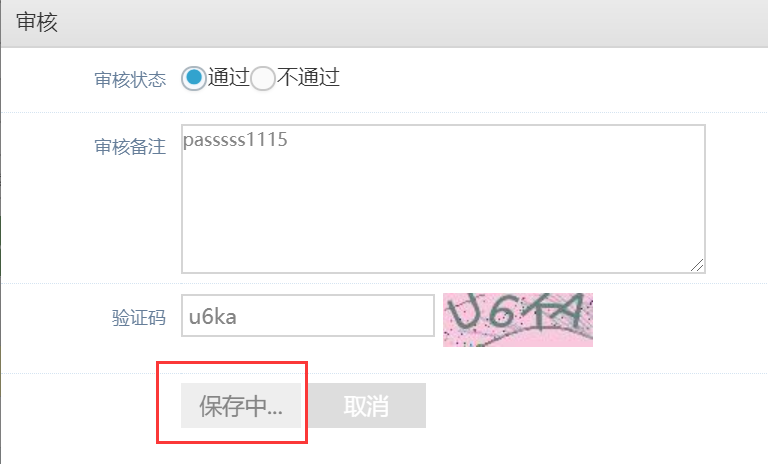 审核
审核状态 通过 不通过
审核备注 passsss1115
验证码 u6ka U6KA
保存中... 取消